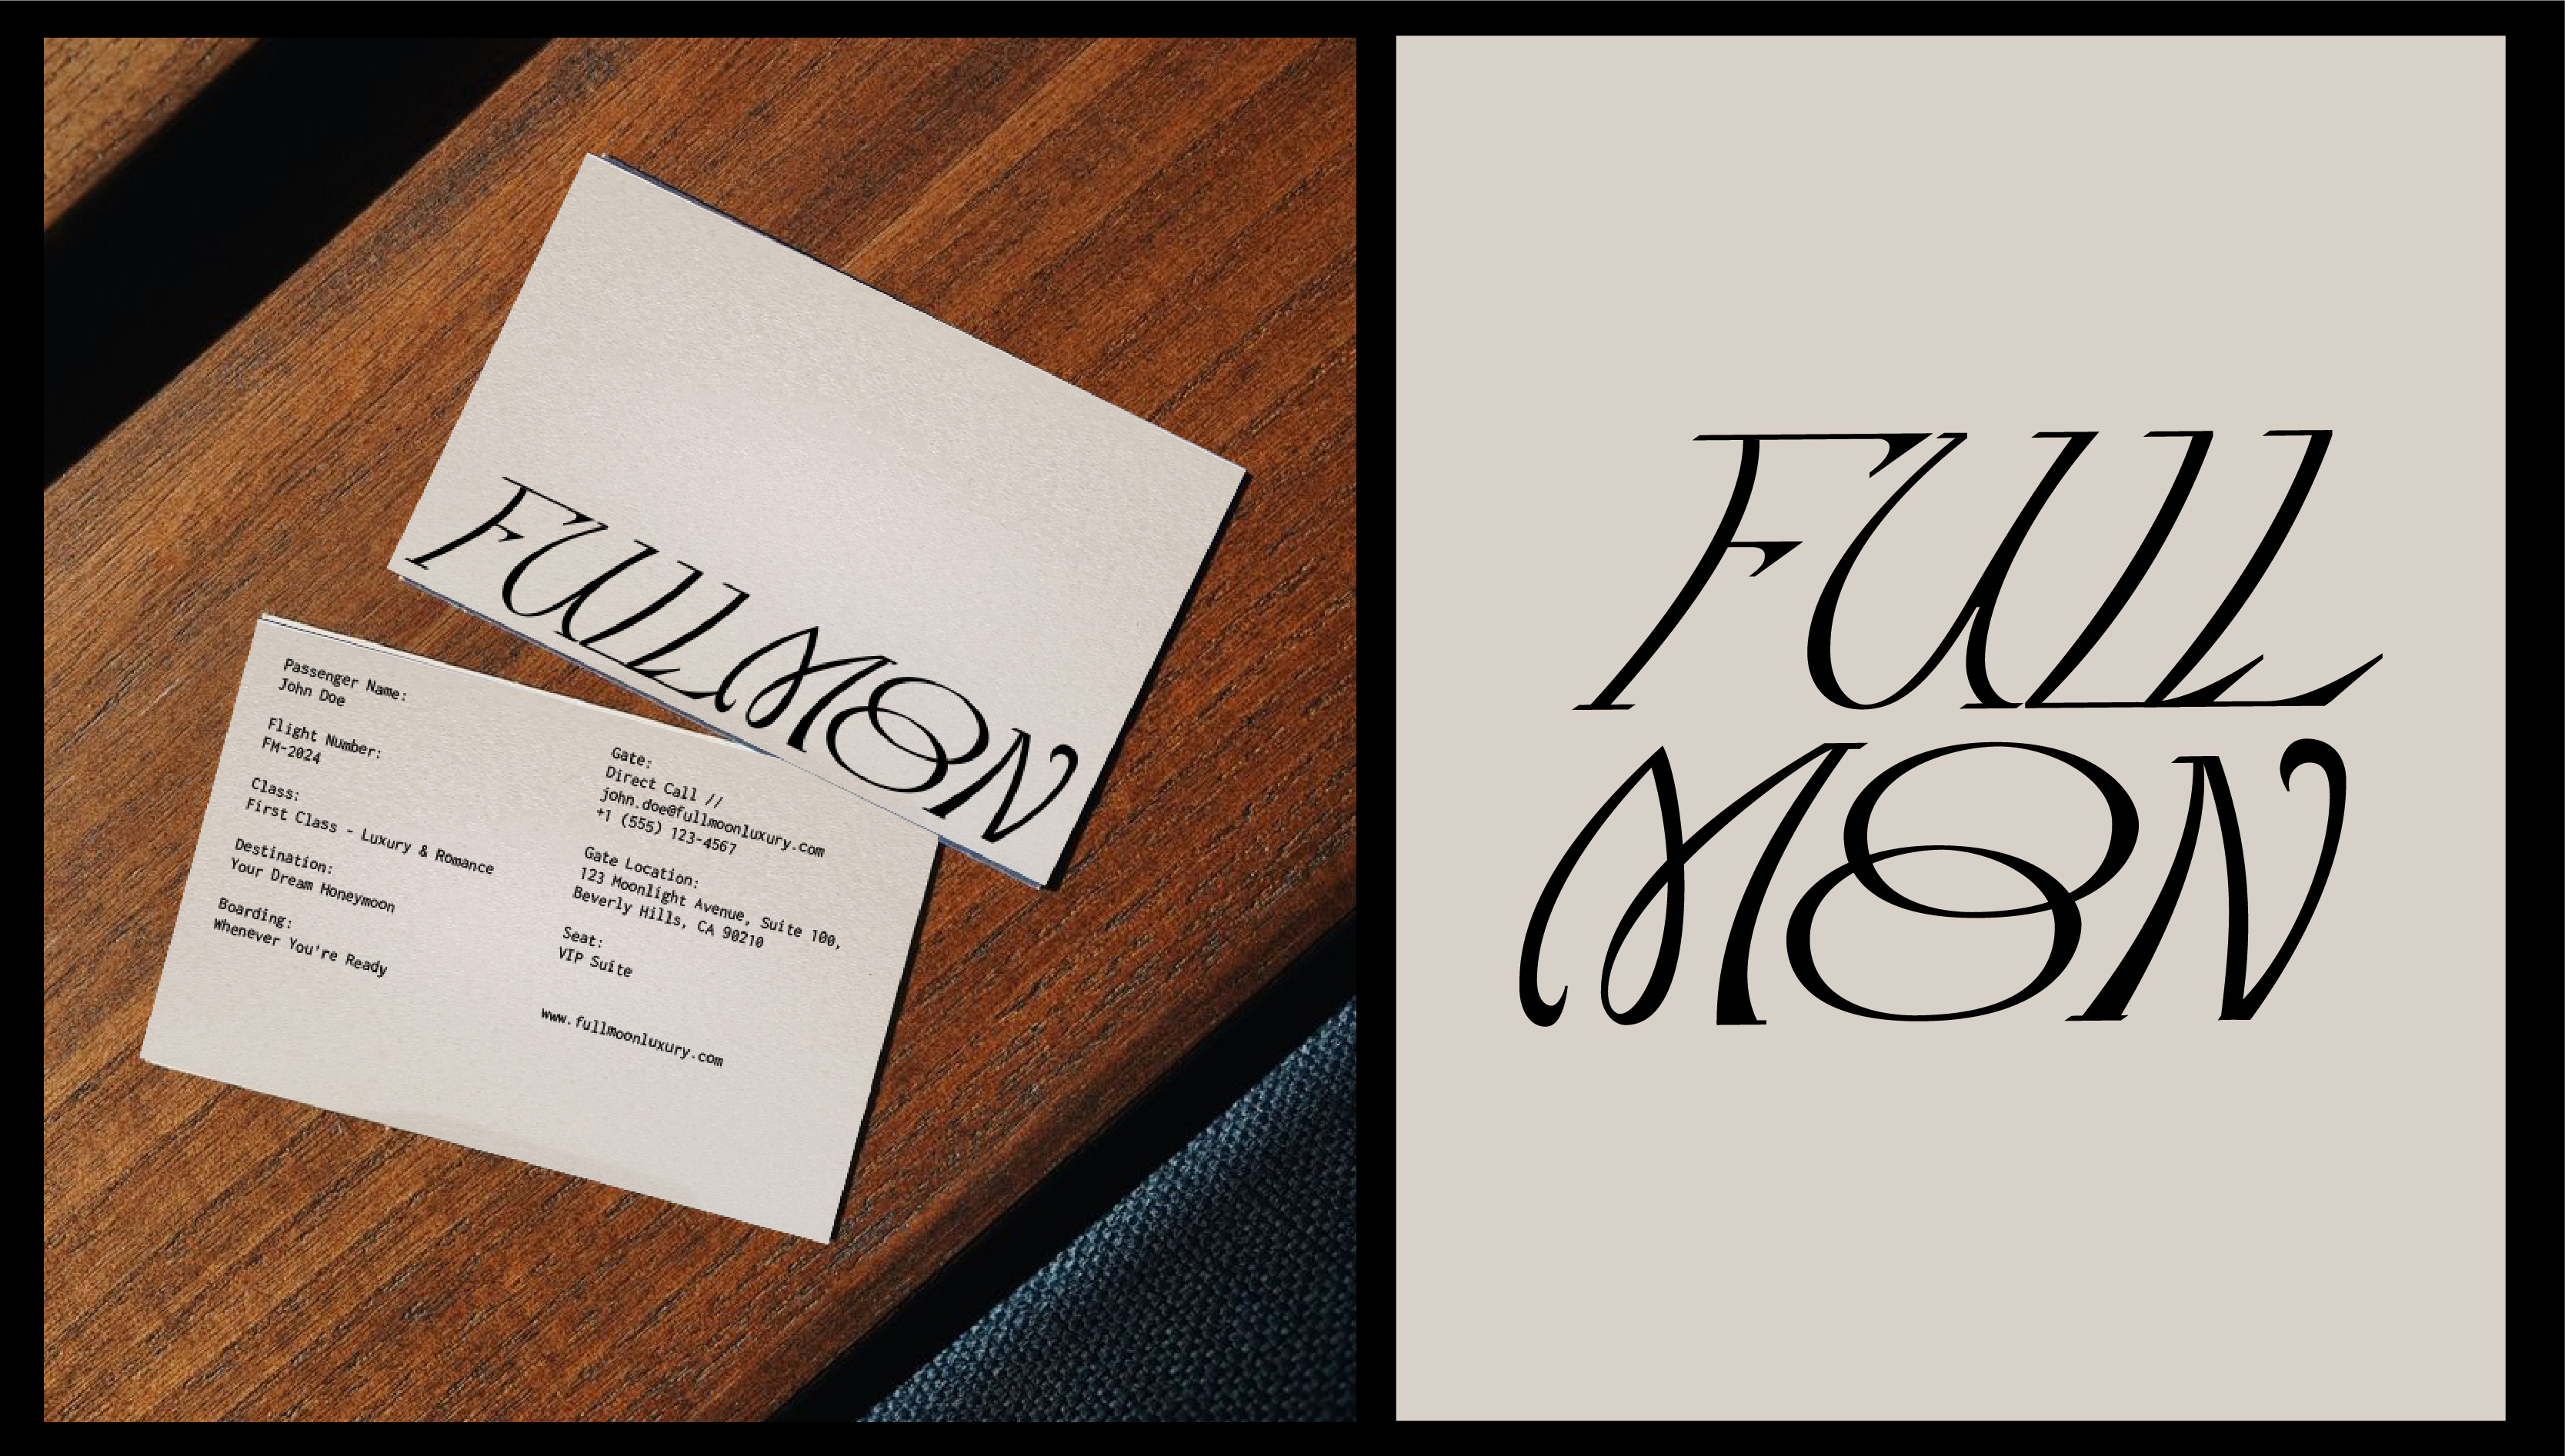 FULLMOON
Passenger Name:
John Doe
Flight Number:
FM-2024
Class:
First Class - Luxury & Romance
Destination:
Your Dream Honeymoon
Boarding:
Whenever You're Ready
Gate:
Direct Call //
john.doe@fullmoonluxury.com
+1 (555) 123-4567
Gate Location:
123 Moonlight Avenue, Suite 100,
Beverly Hills, CA 90210
Seat:
VIP Suite
www.fullmoonluxury.com
FULL
MOON